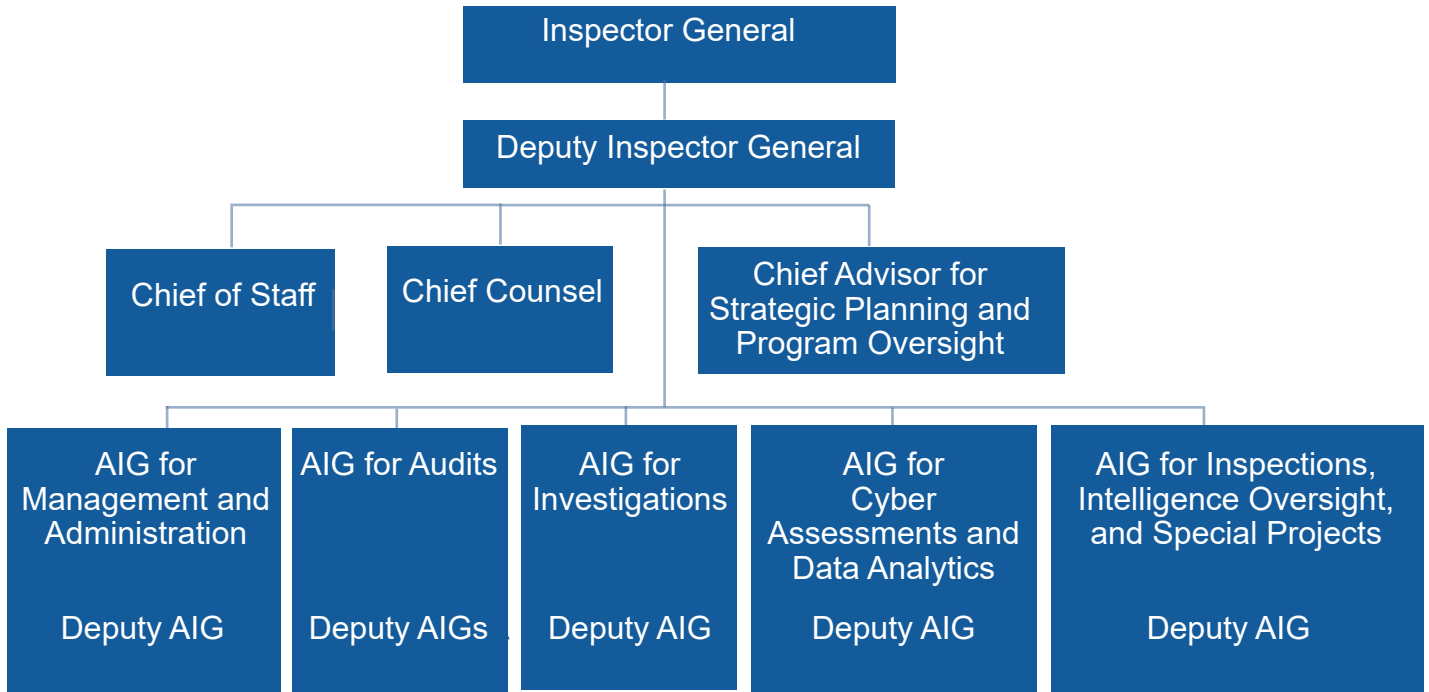 Inspector General
Deputy Inspector General
Chief of Staff
Chief Counsel
Chief Advisor for
Strategic Planning and
Program Oversight
AIG for
Management and
Administration
Deputy AIG
AIG for Audits
Deputy AIGs
AIG for
Investigations
Deputy AIG
AIG for
Cyber
Assessments and
Data Analytics
Deputy AIG
AIG for Inspections,
Intelligence Oversight,
and Special Projects
Deputy AIG